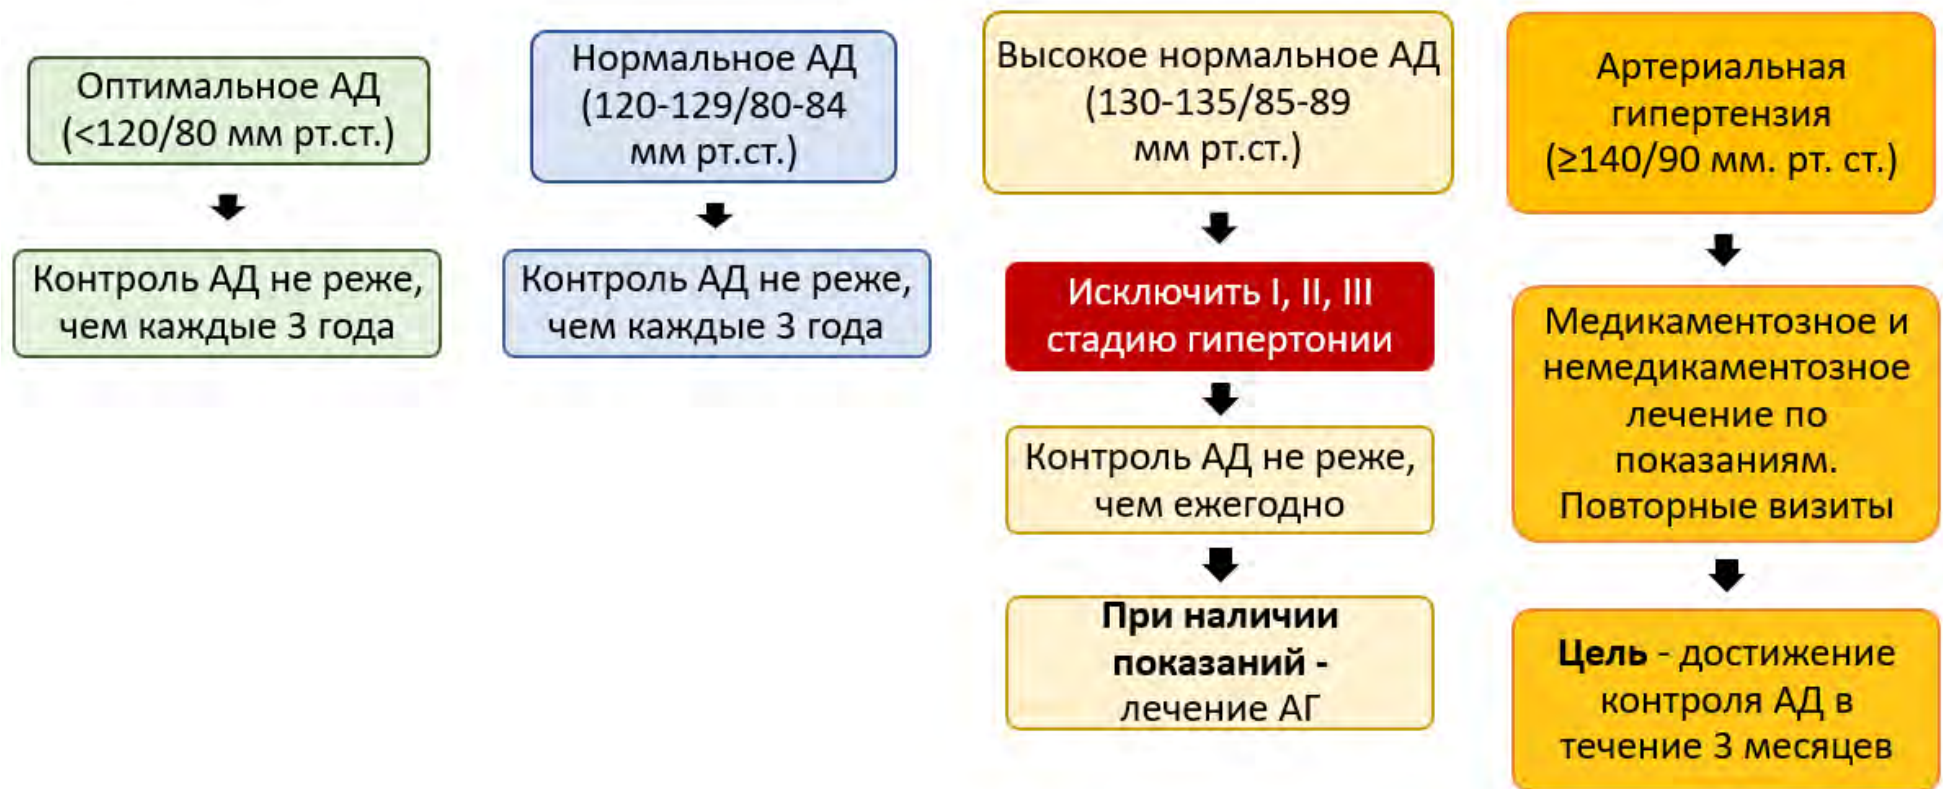 Оптимальное АД
(<120/80 мм рт.ст.)
Контроль АД не реже,
чем каждые 3 года
Нормальное АД
(120-129/80-84
мм рт.ст.)
Контроль АД не реже,
чем каждые 3 года
Высокое нормальное АД
(130-135/85-89
мм рт.ст.)
Исключить I, II, III
стадию гипертонии
Контроль АД не реже,
чем ежегодно
При наличии
показаний -
лечение АГ
Артериальная
гипертензия
(≥140/90 мм. рт. ст.)
Медикаментозное и
немедикаментозное
лечение по
показаниям.
Повторные визиты
Цель - достижение
контроля АД в
течение 3 месяцев